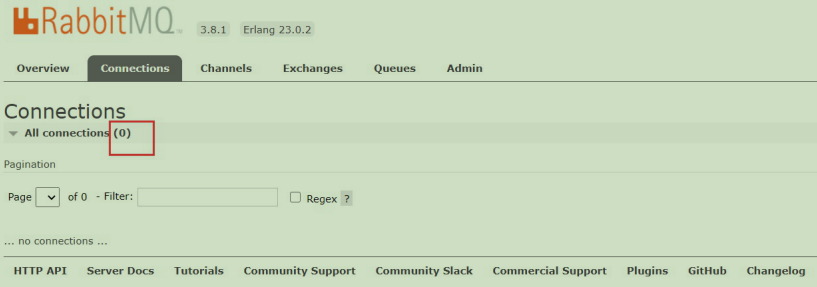 RabbitMQ TM 3.8.1 Erlang 23.0.2
Overview Connections Channels Exchanges Queues Admin
Connections
All connections (0)
Pagination
Page of 0 - Filter: Regex ?
... no connections ...
HTTP API Server Docs Tutorials Community Support Community Slack Commercial Support Plugins GitHub Changelog